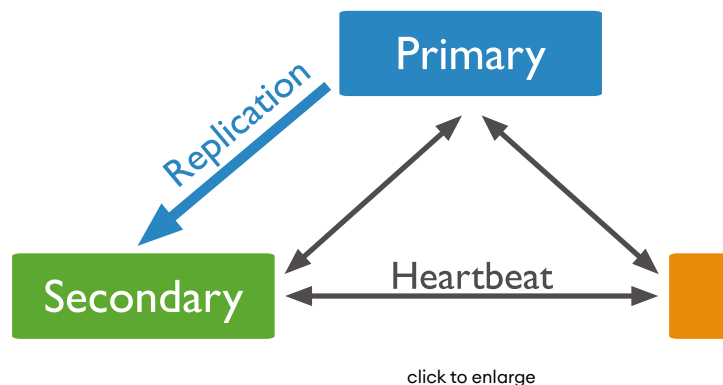 Primary
Replication
Heartbeat
Secondary
click to enlarge